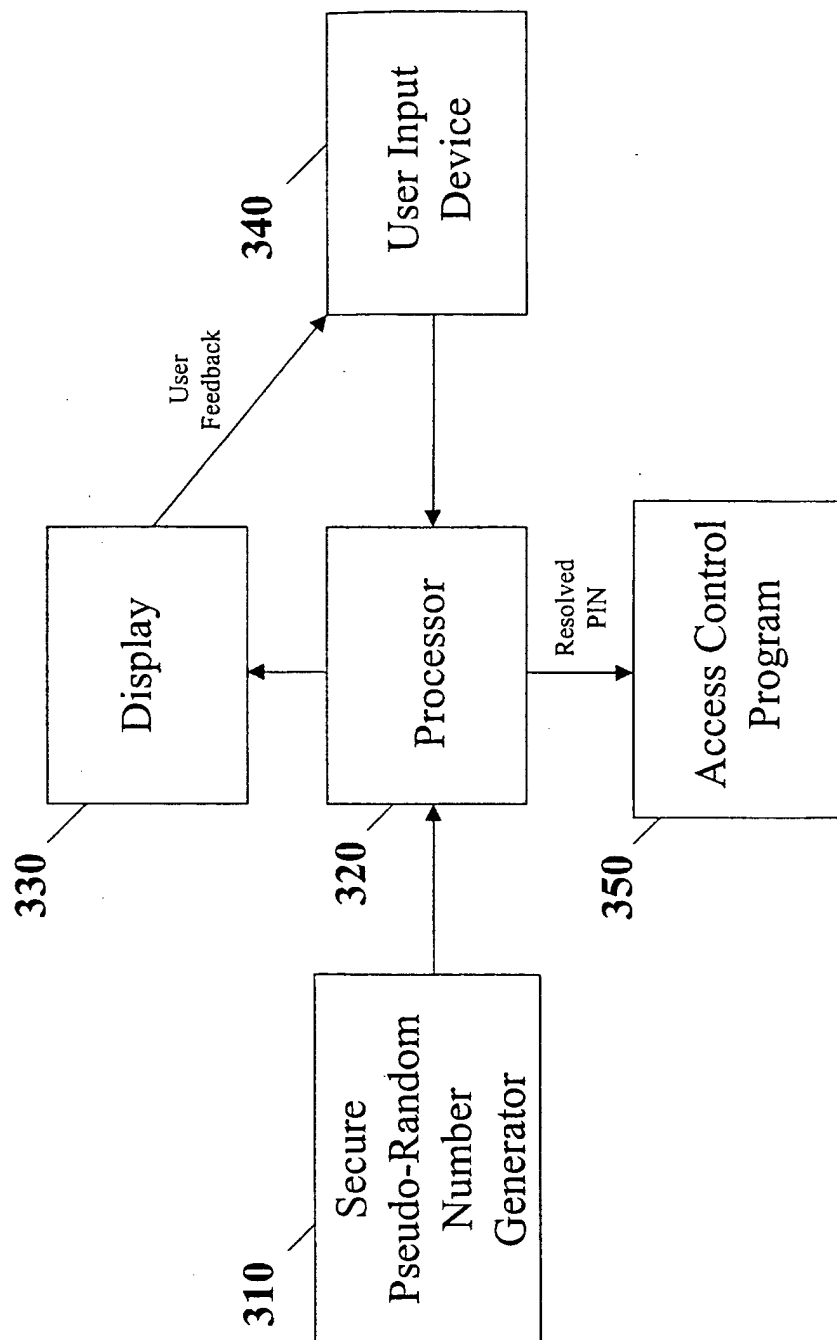 330
Display
User
Feedback
340
User Input
Device
310
Secure
Pseudo-Random
Number
Generator
320
Processor
Resolved
PIN
350
Access Control
Program